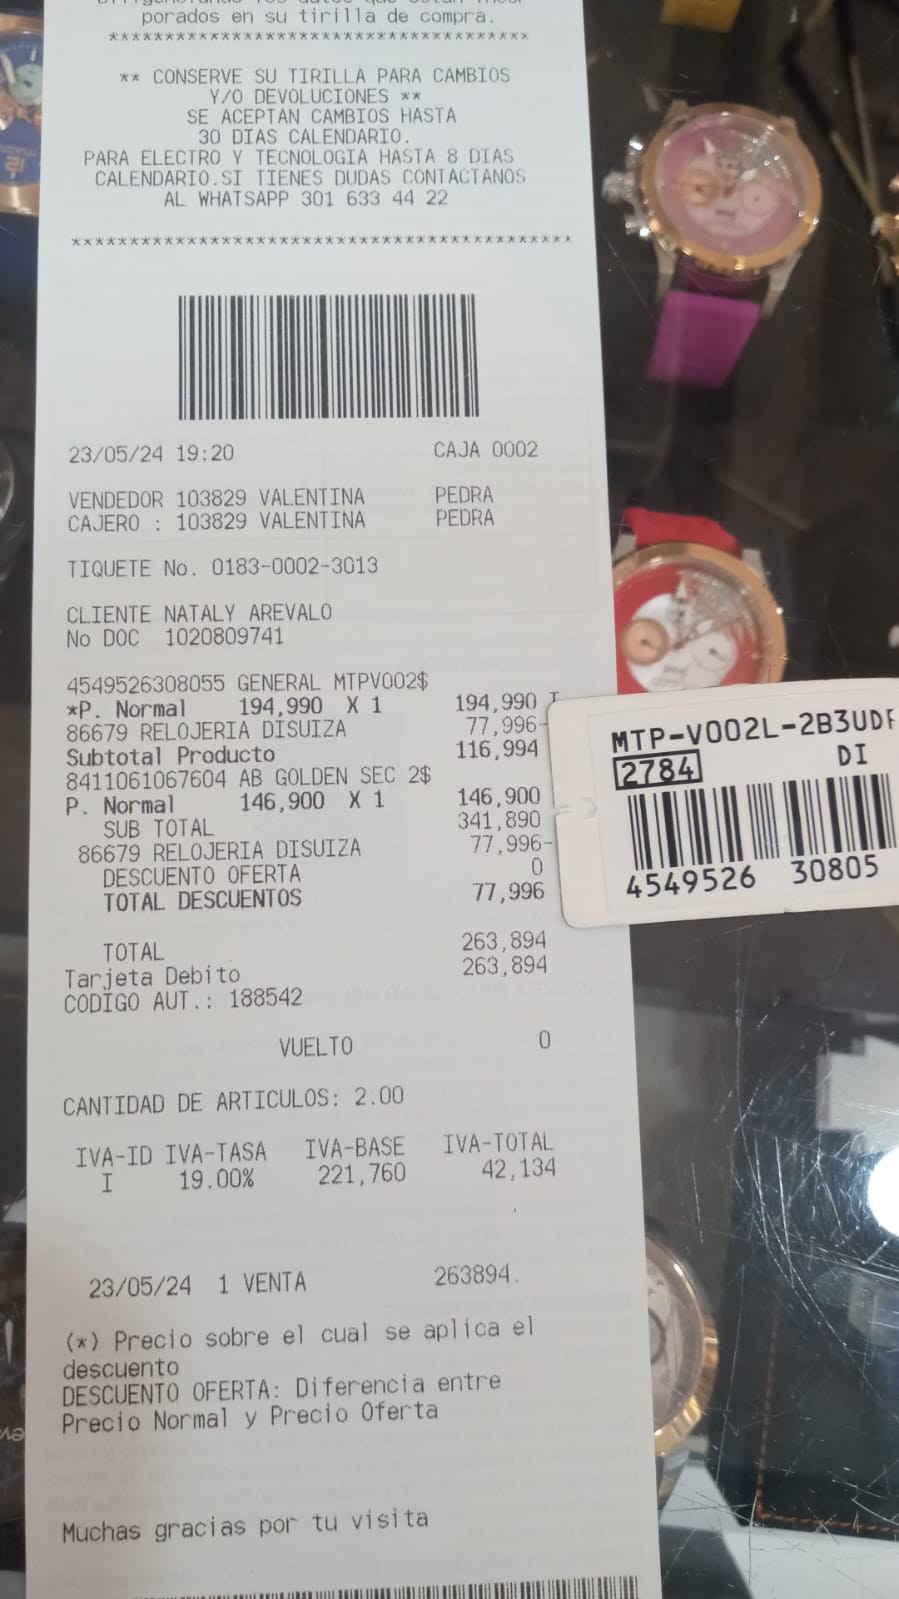 porados en su tirilla de compra.
*************************************
** CONSERVE SU TIRILLA PARA CAMBIOS
Y/O DEVOLUCIONES **
SE ACEPTAN CAMBIOS HASTA
30 DIAS CALENDARIO.
PARA ELECTRO Y TECNOLOGIA HASTA 8 DIAS
CALENDARIO.SI TIENES DUDAS CONTACTANOS
AL WHATSAPP 301 633 44 22
********************************************
23/05/24 19:20 CAJA 0002
VENDEDOR 103829 VALENTINA PEDRA
CAJERO : 103829 VALENTINA PEDRA
TIQUETE No. 0183-0002-3013
CLIENTE NATALY AREVALO
No DOC 1020809741
4549526308055 GENERAL MTPV002$
*P. Normal 194,990 X 1 194,990 I
86679 RELOJERIA DISUIZA 77,996-
Subtotal Producto 116,994
8411061067604 AB GOLDEN SEC 2$
P. Normal 146,900 X 1 146,900
SUB TOTAL 341,890
86679 RELOJERIA DISUIZA 77,996-
DESCUENTO OFERTA 0
TOTAL DESCUENTOS 77,996
TOTAL 263,894
Tarjeta Debito 263,894
CODIGO AUT.: 188542
VUELTO 0
CANTIDAD DE ARTICULOS: 2.00
IVA-ID IVA-TASA IVA-BASE IVA-TOTAL
I 19.00% 221,760 42,134
23/05/24 1 VENTA 263894.
(*) Precio sobre el cual se aplica el
descuento
DESCUENTO OFERTA: Diferencia entre
Precio Normal y Precio Oferta
Muchas gracias por tu visita
MTP-V002L-2B3UDF
DI
2784
4549526 30805